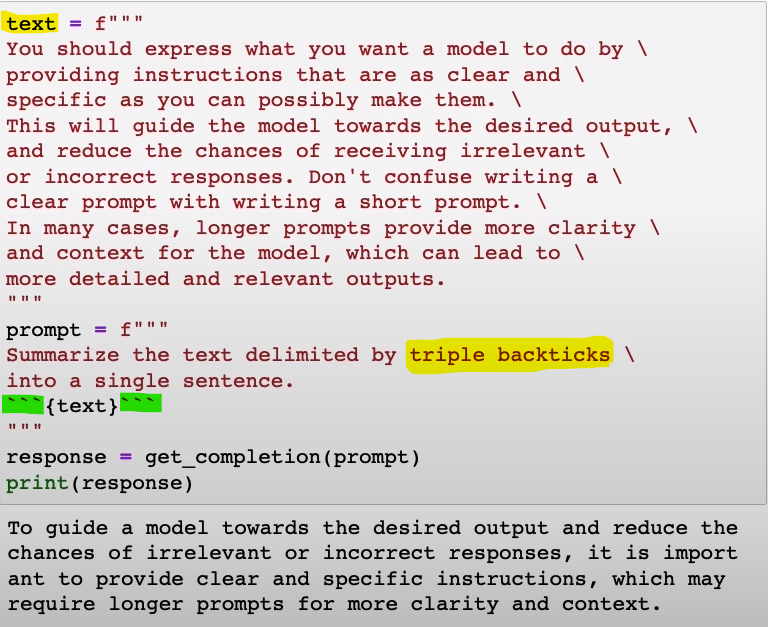 text = f"""
You should express what you want a model to do by \
providing instructions that are as clear and \
specific as you can possibly make them. \
This will guide the model towards the desired output, \
and reduce the chances of receiving irrelevant \
or incorrect responses. Don't confuse writing a \
clear prompt with writing a short prompt. \
In many cases, longer prompts provide more clarity \
and context for the model, which can lead to \
more detailed and relevant outputs.
"""
prompt = f"""
Summarize the text delimited by triple backticks \
into a single sentence.
```{text}```
"""
response = get_completion(prompt)
print(response)
To guide a model towards the desired output and reduce the
chances of irrelevant or incorrect responses, it is import
ant to provide clear and specific instructions, which may
require longer prompts for more clarity and context.